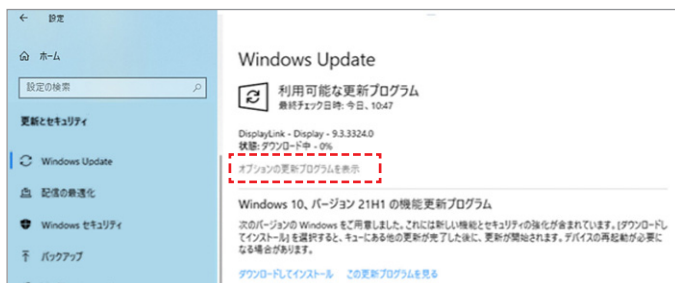 設定
ホーム
設定の検索
更新とセキュリティ
Windows Update
配信の最適化
Windows セキュリティ
バックアップ
Windows Update
利用可能な更新プログラム
最終チェック日時: 今日、10:47
DisplayLink - Display - 9.3.3324.0
状態: ダウンロード中 - 0%
オプションの更新プログラムを表示
Windows 10、バージョン 21H1 の機能更新プログラム
次のバージョンの Windows をご用意しました。これには新しい機能とセキュリティの強化が含まれています。[ダウンロードし
てインストール] を選択すると、キューにある他の更新が完了した後に、更新が開始されます。デバイスの再起動が必要に
なる場合があります。
ダウンロードしてインストール この更新プログラムを見る